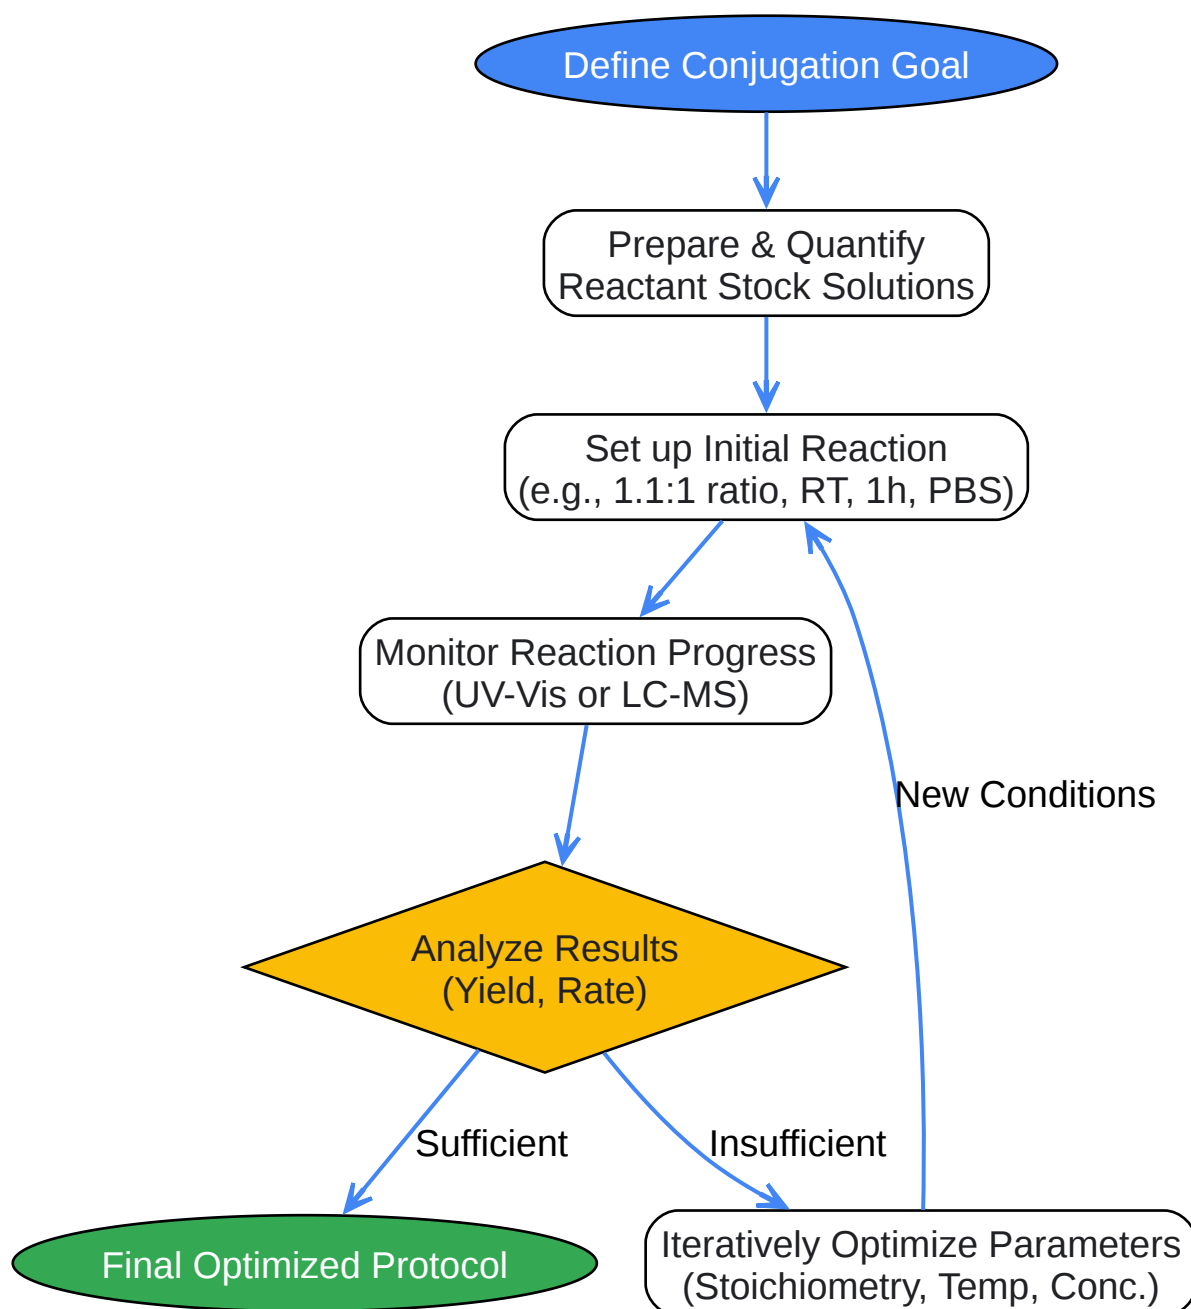 Define Conjugation Goal
Prepare & Quantify
Reactant Stock Solutions
Set up Initial Reaction
(e.g., 1.1:1 ratio, RT, 1h, PBS)
Monitor Reaction Progress
(UV-Vis or LC-MS)
New Conditions
Analyze Results
(Yield, Rate)
Sufficient
Insufficient
Final Optimized Protocol
Iteratively Optimize Parameters
(Stoichiometry, Temp, Conc.)